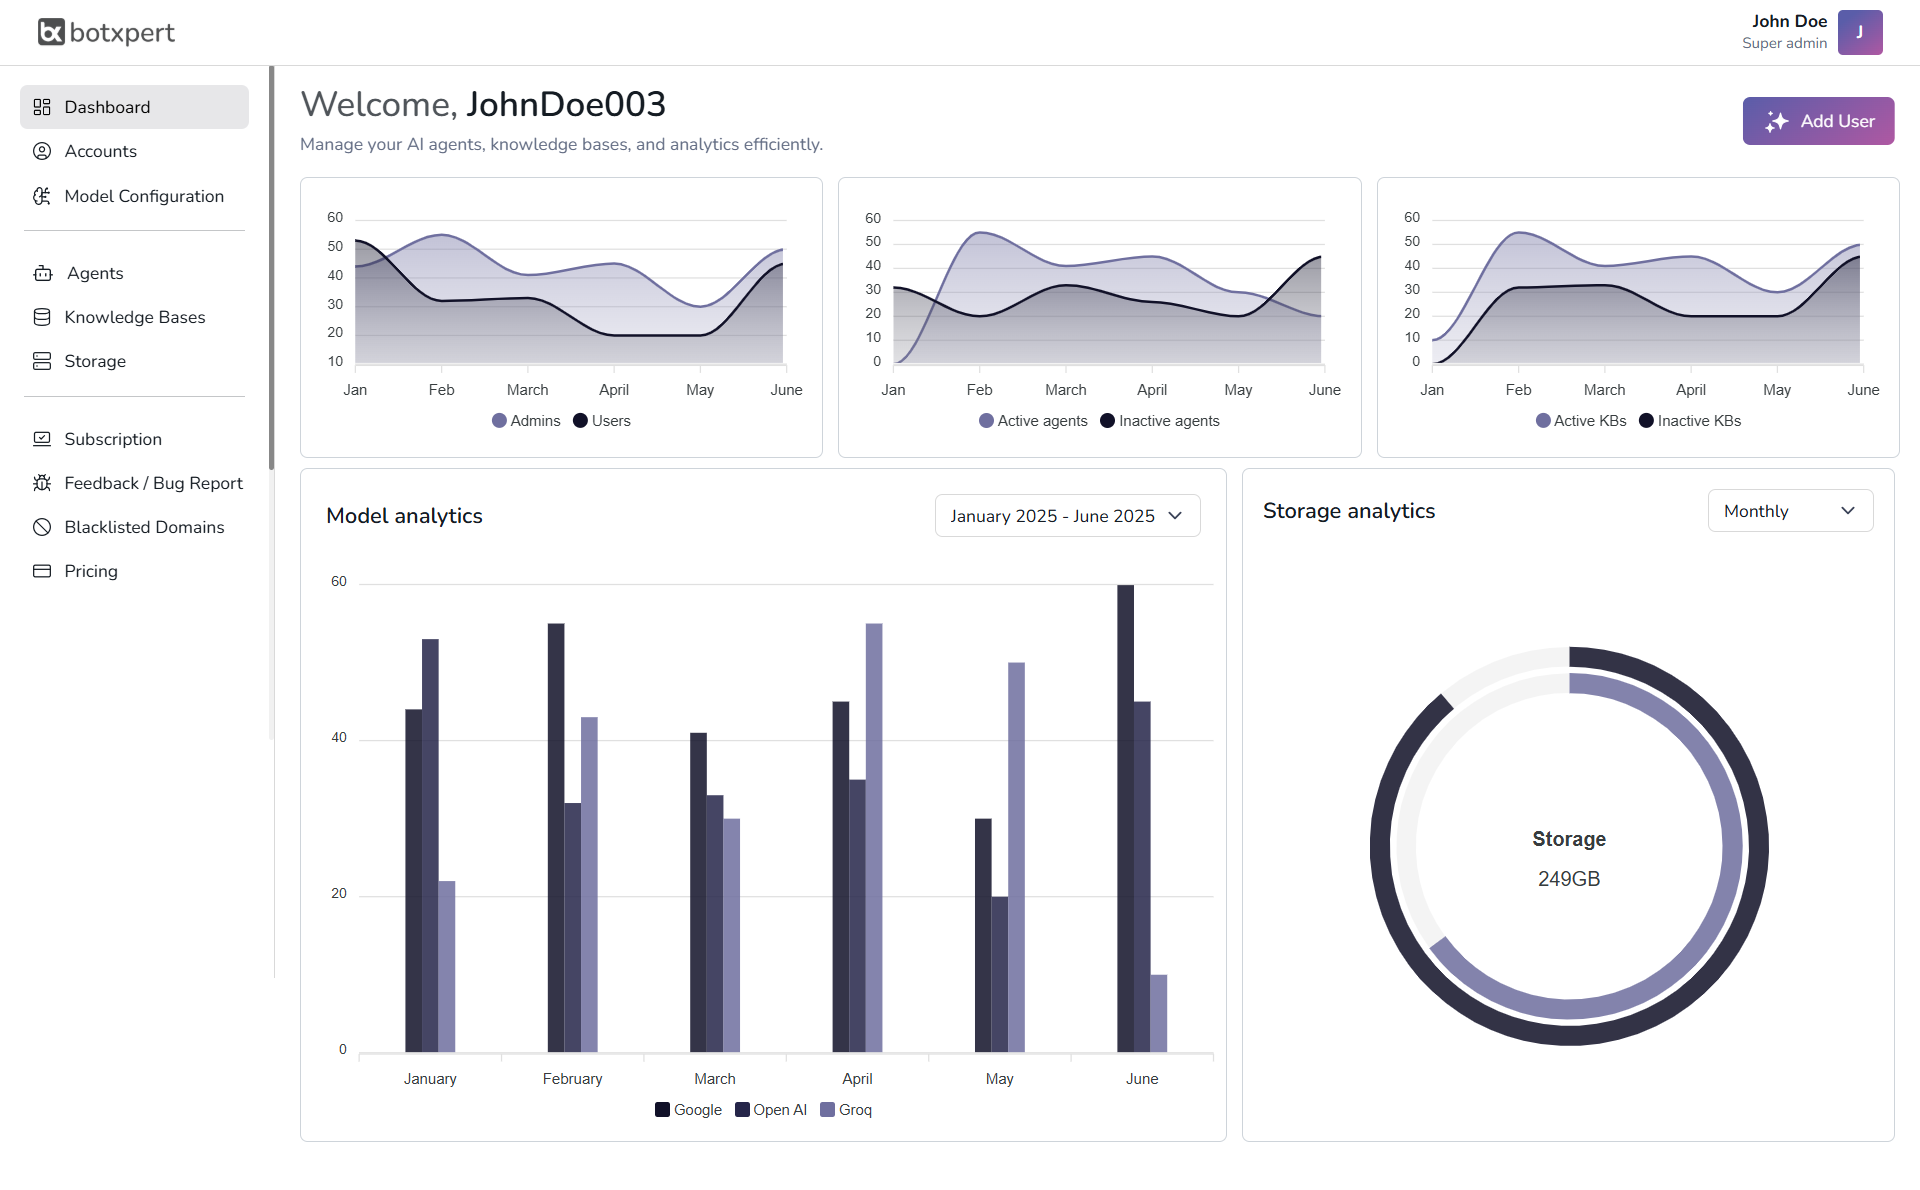 botxpert
John Doe
Super admin
J
Dashboard
Accounts
Model Configuration
Agents
Knowledge Bases
Storage
Subscription
Feedback / Bug Report
Blacklisted Domains
Pricing
Welcome, JohnDoe003
Manage your AI agents, knowledge bases, and analytics efficiently.
Add User
60
50
40
30
20
10
Jan Feb March April May June
Admins Users
60
50
40
30
20
10
0
Jan Feb March April May June
Active agents Inactive agents
60
50
40
30
20
10
0
Jan Feb March April May June
Active KBs Inactive KBs
Model analytics
January 2025 - June 2025
60
40
20
0
January February March April May June
Google Open AI Groq
Storage analytics
Monthly
Storage
249GB